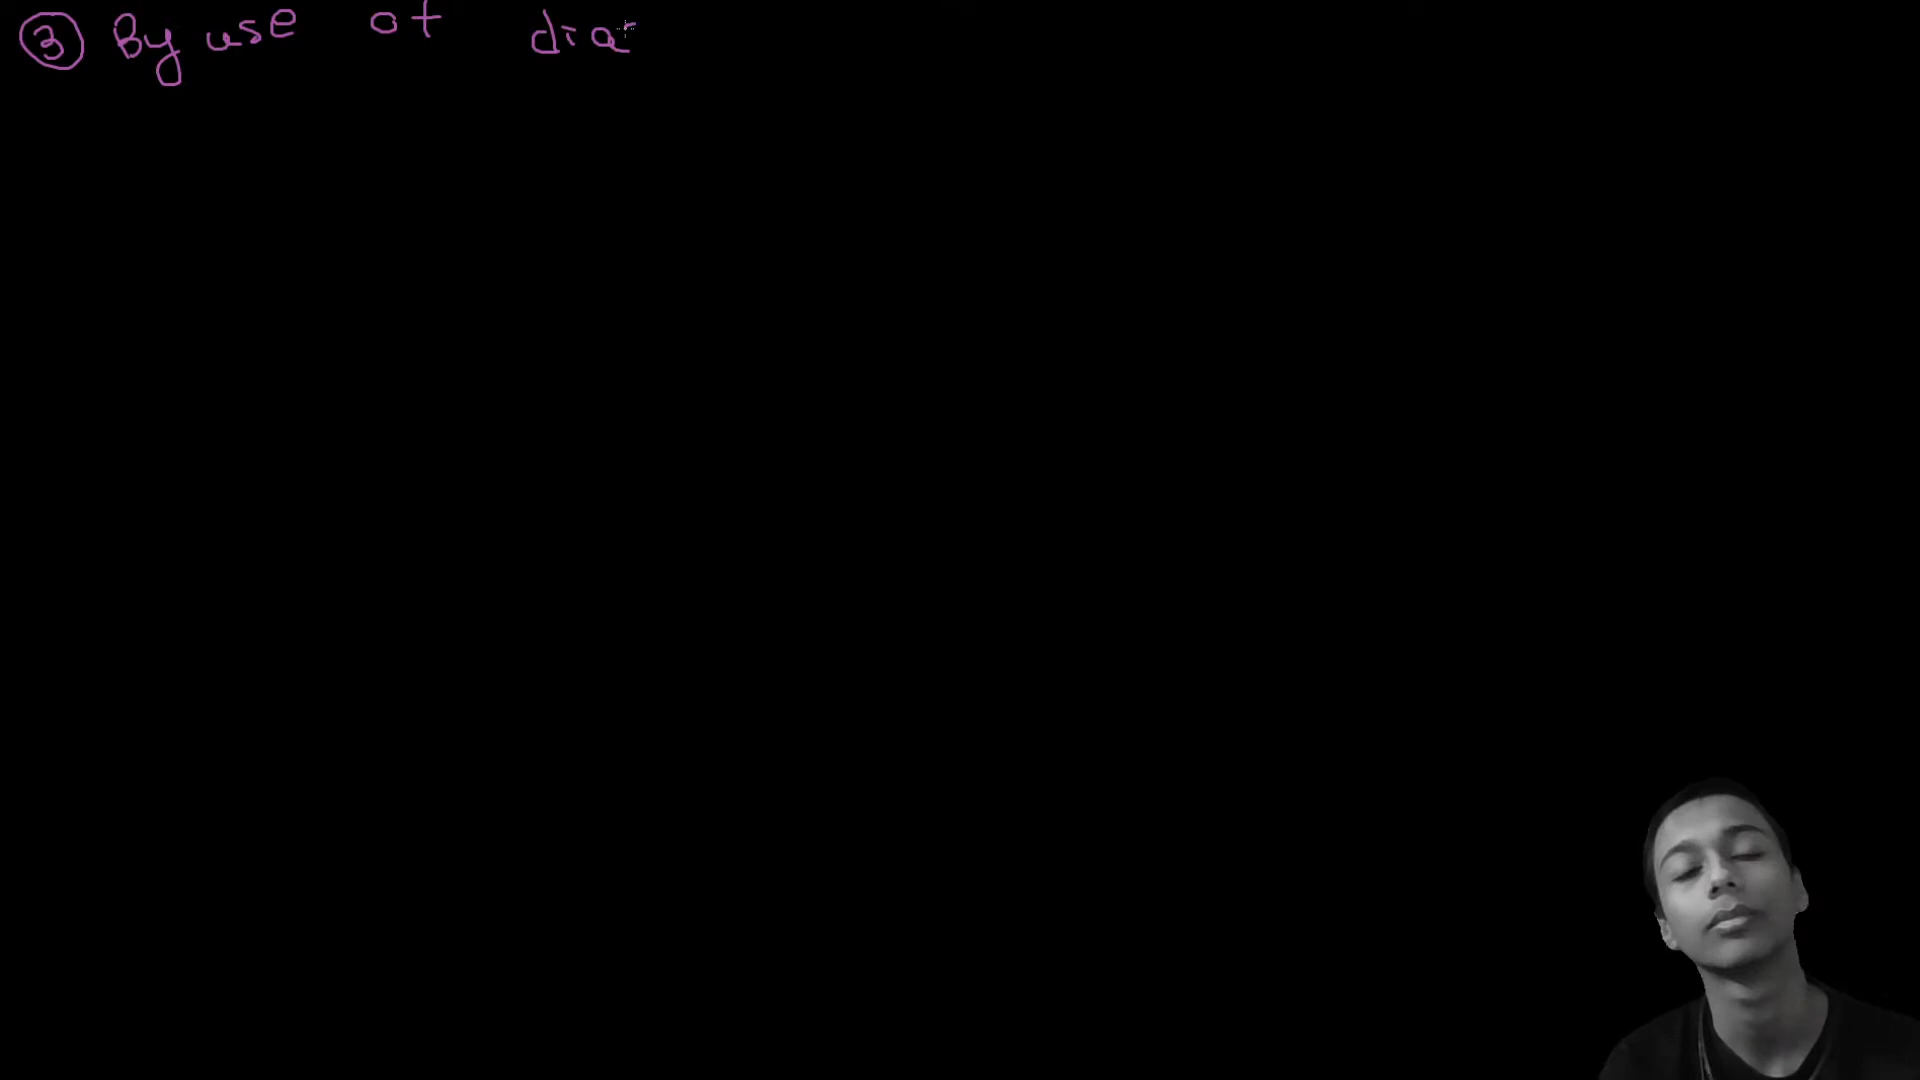 ③ By use of dia